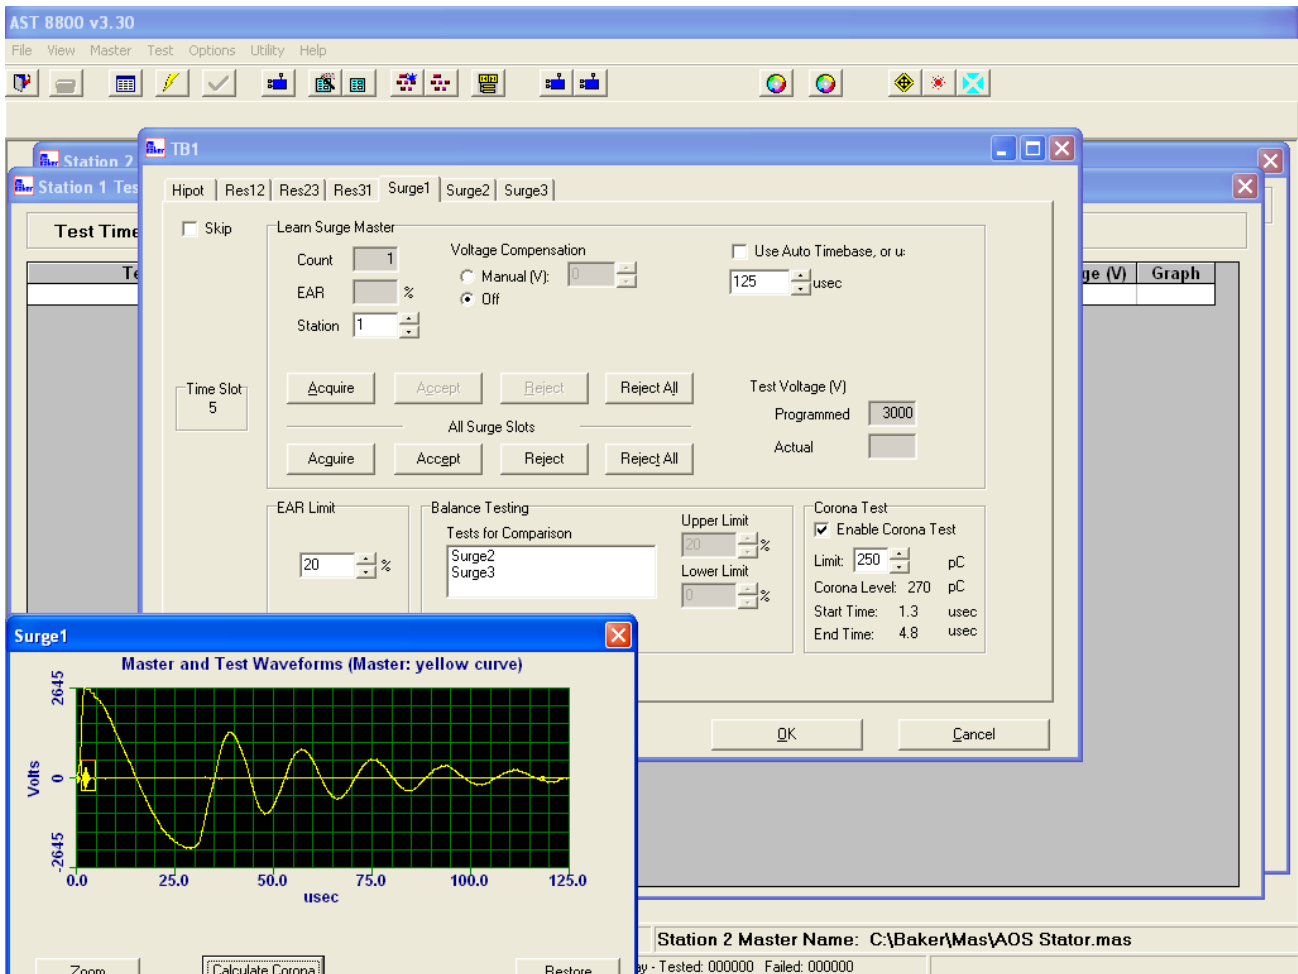 AST 8800 v3.30
File View Master Test Options Utility Help
Station 2
Station 1 Tes
Test Time
TB1
Hipot Res12 Res23 Res31 Surge1 Surge2 Surge3
Skip
Learn Surge Master
Count 1
EAR %
Station 1
Voltage Compensation
Manual (V): 0
Off
Use Auto Timebase, or u:
125 usec
ge (V) Graph
Time Slot
5
Acquire Accept Reject Reject All
All Surge Slots
Acquire Accept Reject Reject All
Test Voltage (V)
Programmed 3000
Actual
EAR Limit
20 %
Balance Testing
Tests for Comparison
Surge2
Surge3
Upper Limit
20 %
Lower Limit
0 %
Corona Test
Enable Corona Test
Limit: 250 pC
Corona Level: 270 pC
Start Time: 1.3 usec
End Time: 4.8 usec
OK Cancel
Surge1
Master and Test Waveforms (Master: yellow curve)
Volts
2645
0
-2645
0.0 25.0 50.0 75.0 100.0 125.0
usec
Zoom Calculate Corona Restore
Station 2 Master Name: C:\Baker\Mas\AOS Stator.mas
ay - Tested: 000000 Failed: 000000